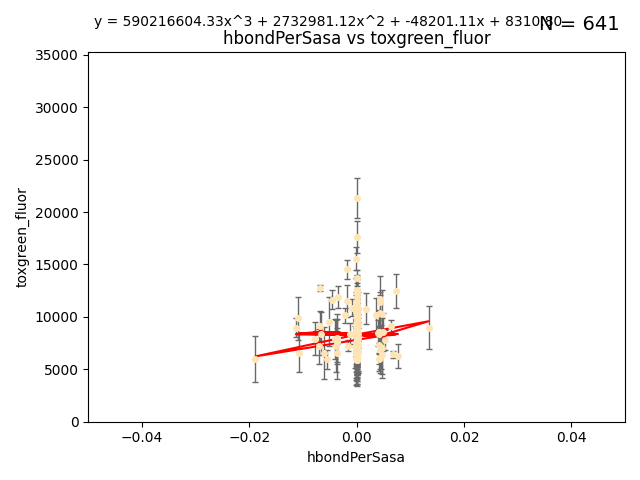 y = 590216604.33x^3 + 2732981.12x^2 + -48201.11x + 8310.80
N = 641
hbondPerSasa vs toxgreen_fluor
35000
30000
25000
20000
15000
10000
5000
0
toxgreen_fluor
−0.04
−0.02
0.00
0.02
0.04
hbondPerSasa